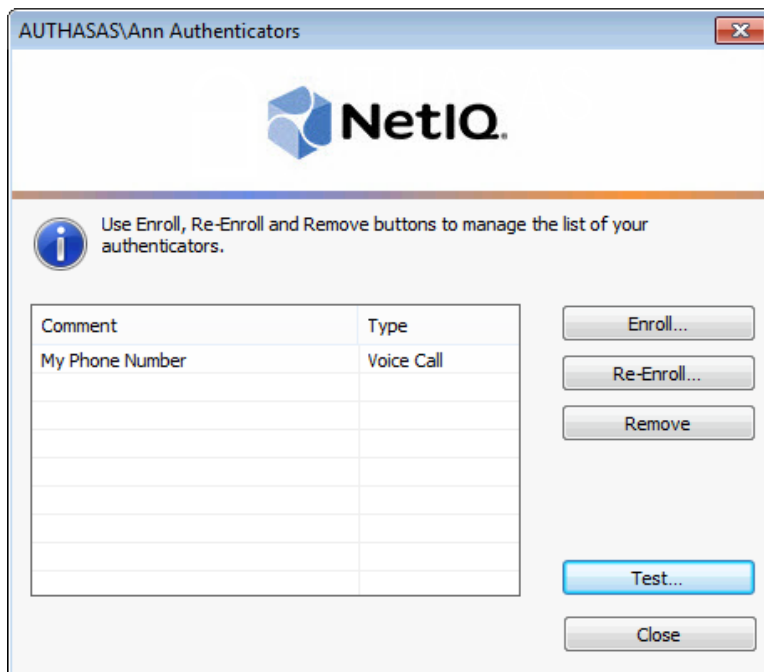 AUTHASAS\Ann Authenticators
NetIQ.
Use Enroll, Re-Enroll and Remove buttons to manage the list of your
authenticators.
Comment Type
My Phone Number Voice Call
Enroll...
Re-Enroll...
Remove
Test...
Close